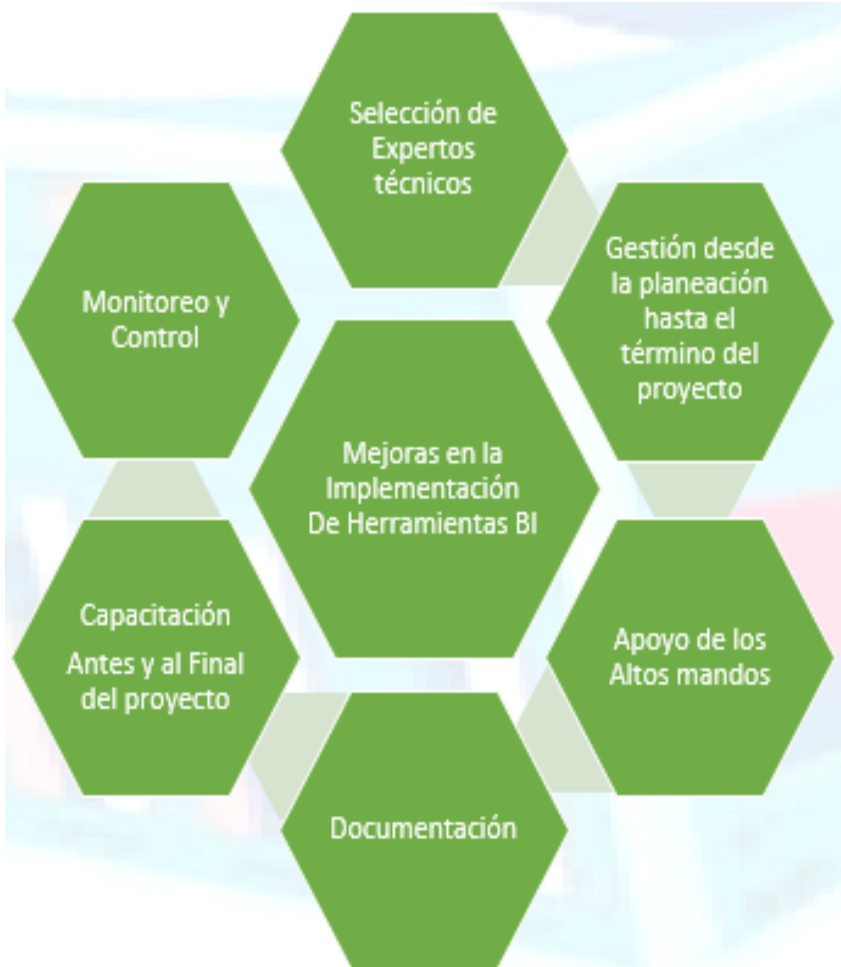 Selección de
Expertos
técnicos
Gestión desde
la planeación
hasta el
término del
proyecto
Monitoreo y
Control
Mejoras en la
Implementación
De Herramientas BI
Capacitación
Antes y al Final
del proyecto
Apoyo de los
Altos mandos
Documentación